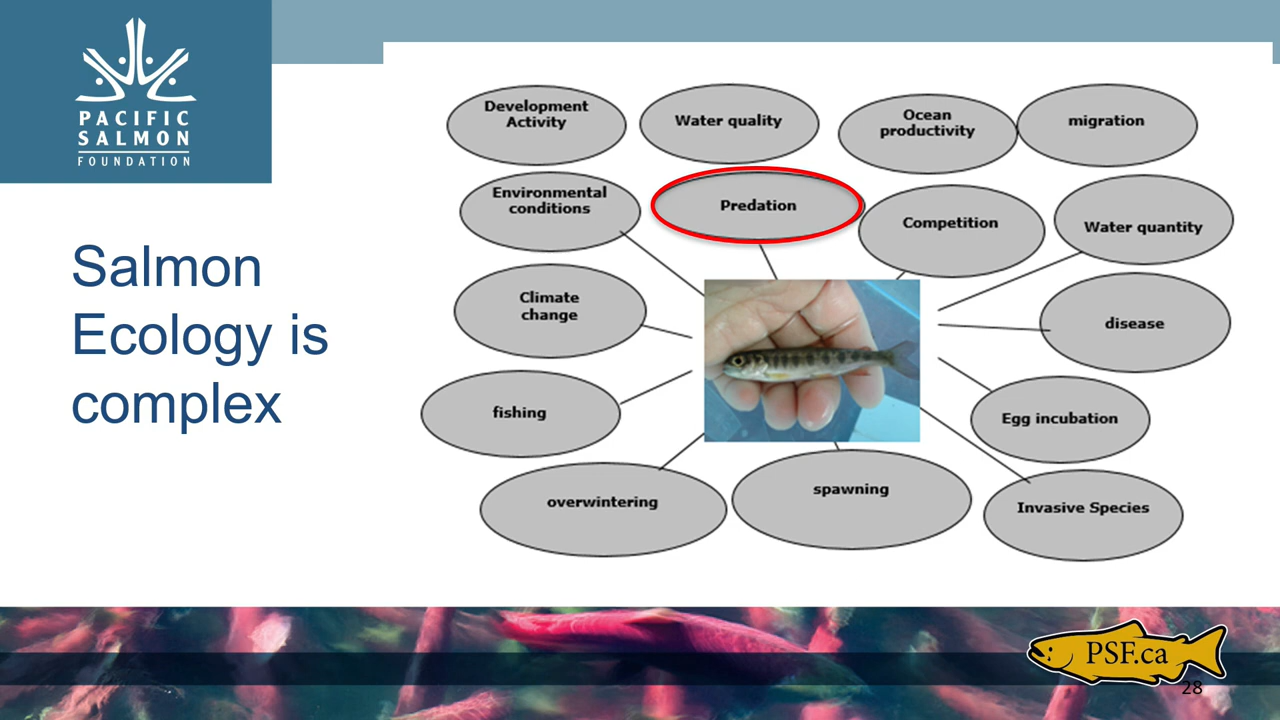 PACIFIC
SALMON
FOUNDATION
Salmon
Ecology is
complex
Development
Activity
Water quality
Ocean
productivity
migration
Environmental
conditions
Predation
Competition
Water quantity
Climate
change
disease
fishing
Egg incubation
overwintering
spawning
Invasive Species
PSF.ca
28